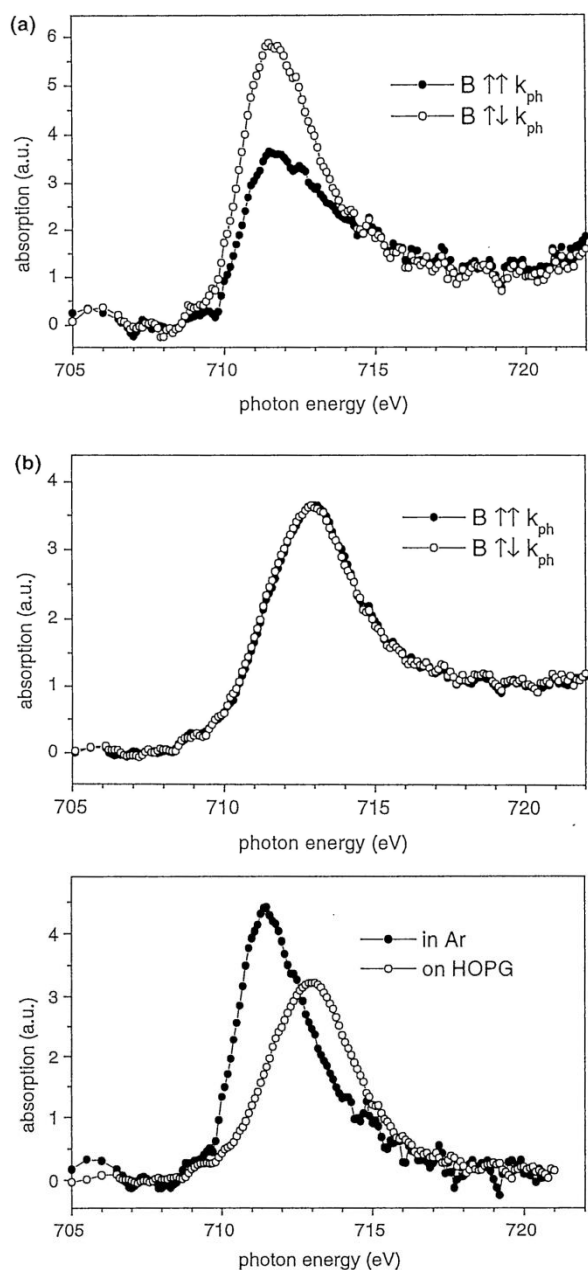 (a)
6
5
4
3
2
1
0
B ↑↑ k_ph
B ↑↓ k_ph
absorption (a.u.)
705 710 715 720
photon energy (eV)
(b)
4
3
2
1
0
B ↑↑ k_ph
B ↑↓ k_ph
absorption (a.u.)
705 710 715 720
photon energy (eV)
4
3
2
1
0
in Ar
on HOPG
absorption (a.u.)
705 710 715 720
photon energy (eV)